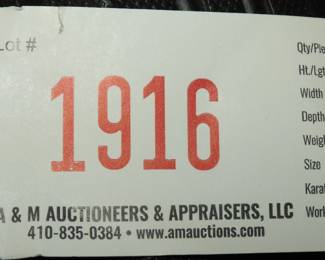 Lot #
1916
A & M AUCTIONEERS & APPRAISERS, LLC
410-835-0384 • www.amauctions.com
Qty/Pie
Ht./Lgt
Width
Depth
Weigh
Size
Karat
Work